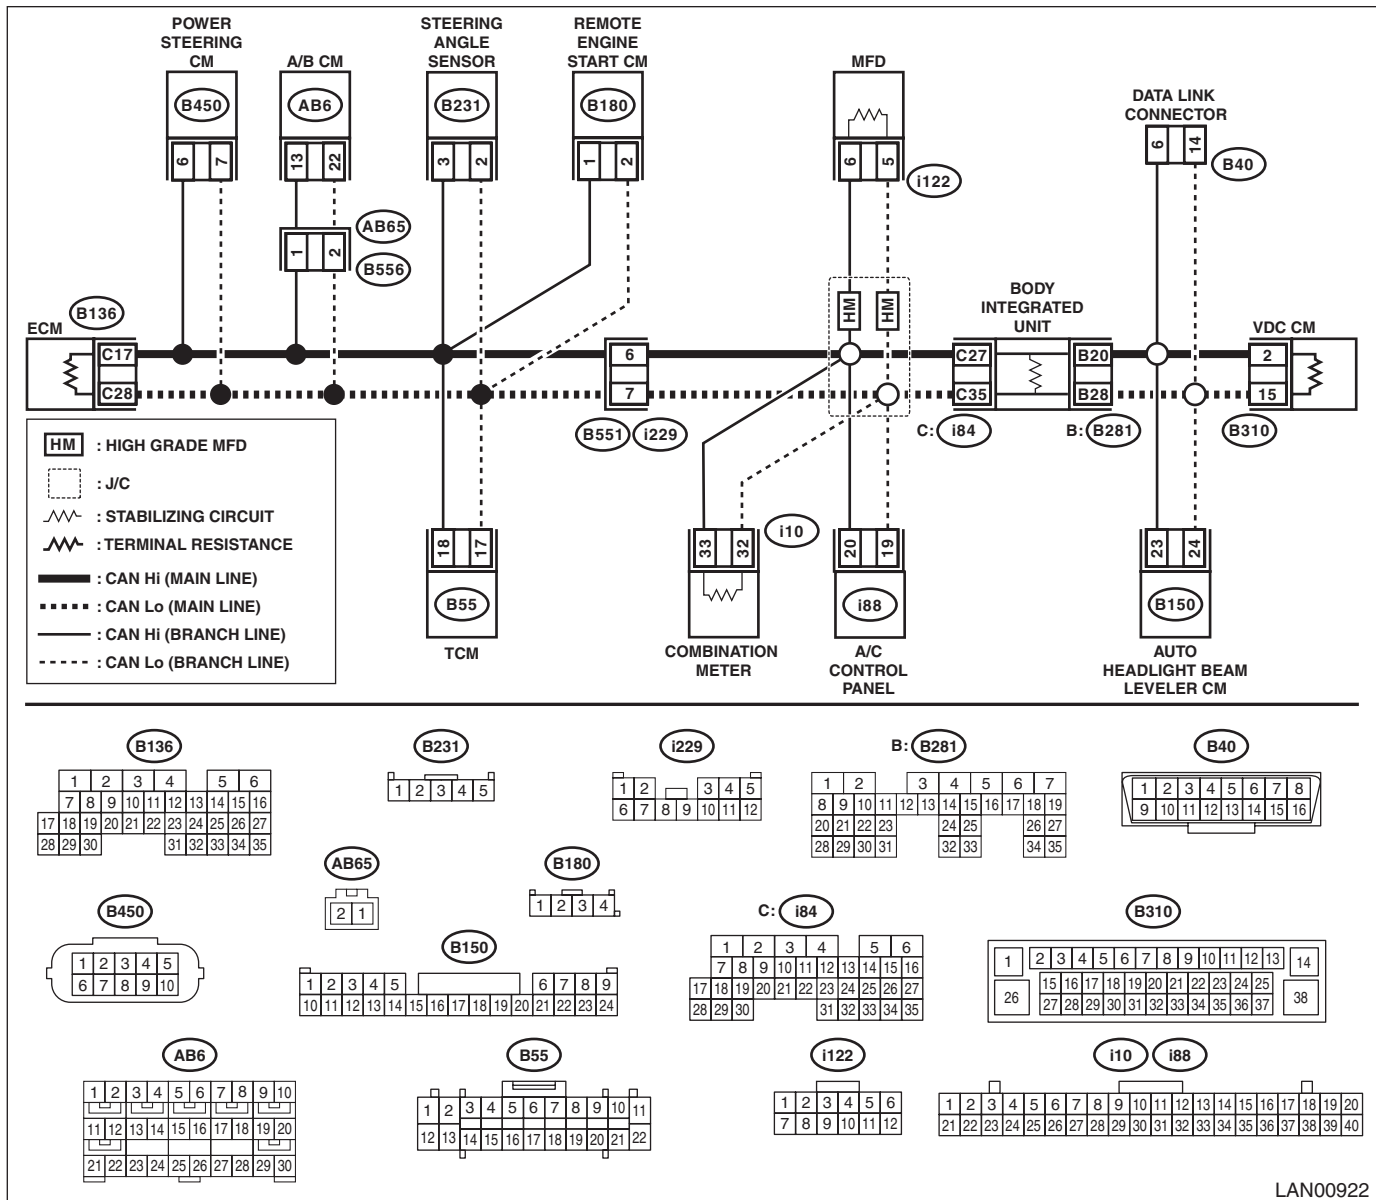 POWER
STEERING
CM
A/B CM
STEERING
ANGLE
SENSOR
REMOTE
ENGINE
START CM
MFD
DATA LINK
CONNECTOR
B450
AB6
B231
B180
6 7
13 22
3 2
1 2
6 5
6 14
i122
B40
AB65
1 2
B556
HM HM
BODY
INTEGRATED
UNIT
B136
ECM
VDC CM
C17
6
C27
B20
2
C28
7
C35
B28
15
B551 i229
C: i84
B: B281
B310
HM : HIGH GRADE MFD
: J/C
: STABILIZING CIRCUIT
: TERMINAL RESISTANCE
: CAN Hi (MAIN LINE)
: CAN Lo (MAIN LINE)
: CAN Hi (BRANCH LINE)
: CAN Lo (BRANCH LINE)
18 17
33 32
i10
20 19
23 24
B55
i88
B150
TCM
COMBINATION
METER
A/C
CONTROL
PANEL
AUTO
HEADLIGHT BEAM
LEVELER CM
B136
1 2 3 4 5 6
7 8 9 10 11 12 13 14 15 16
17 18 19 20 21 22 23 24 25 26 27
28 29 30 31 32 33 34 35
B231
1 2 3 4 5
i229
1 2 3 4 5
6 7 8 9 10 11 12
B: B281
1 2 3 4 5 6 7
8 9 10 11 12 13 14 15 16 17 18 19
20 21 22 23 24 25 26 27
28 29 30 31 32 33 34 35
B40
1 2 3 4 5 6 7 8
9 10 11 12 13 14 15 16
AB65
2 1
B180
1 2 3 4
B450
1 2 3 4 5
6 7 8 9 10
B150
1 2 3 4 5 6 7 8 9
10 11 12 13 14 15 16 17 18 19 20 21 22 23 24
C: i84
1 2 3 4 5 6
7 8 9 10 11 12 13 14 15 16
17 18 19 20 21 22 23 24 25 26 27
28 29 30 31 32 33 34 35
B310
1 2 3 4 5 6 7 8 9 10 11 12 13 14
15 16 17 18 19 20 21 22 23 24 25
26 27 28 29 30 31 32 33 34 35 36 37 38
AB6
1 2 3 4 5 6 7 8 9 10
11 12 13 14 15 16 17 18 19 20
21 22 23 24 25 26 27 28 29 30
B55
1 2 3 4 5 6 7 8 9 10 11
12 13 14 15 16 17 18 19 20 21 22
i122
1 2 3 4 5 6
7 8 9 10 11 12
i10 i88
1 2 3 4 5 6 7 8 9 10 11 12 13 14 15 16 17 18 19 20
21 22 23 24 25 26 27 28 29 30 31 32 33 34 35 36 37 38 39 40
LAN00922